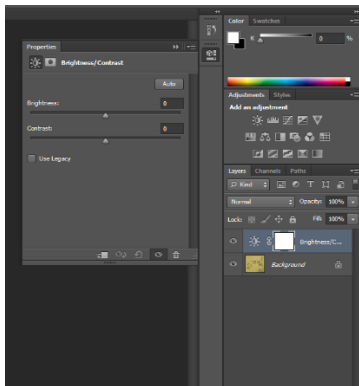 Properties
Brightness/Contrast
Auto
Brightness:
0
Contrast:
0
Use Legacy
Color Swatches
K
0
%
Adjustments Styles
Add an adjustment
Layers Channels Paths
Kind
Normal
Opacity: 100%
Lock:
Fill: 100%
Brightness/C...
Background